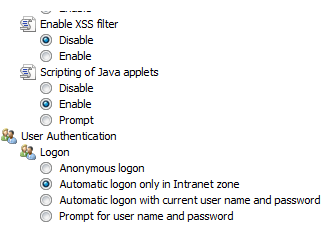 Enable XSS filter
Disable
Enable
Scripting of Java applets
Disable
Enable
Prompt
User Authentication
Logon
Anonymous logon
Automatic logon only in Intranet zone
Automatic logon with current user name and password
Prompt for user name and password